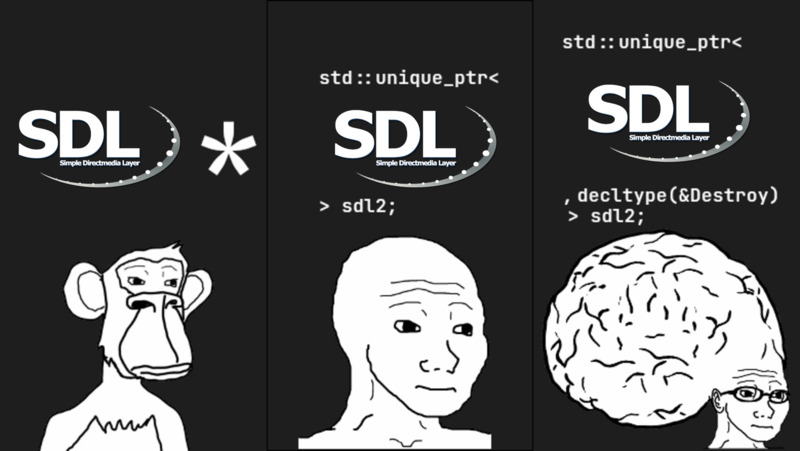 SDL
Simple Directmedia Layer
*
std::unique_ptr<
SDL
Simple Directmedia Layer
> sdl2;
std::unique_ptr<
SDL
Simple Directmedia Layer
,decltype(&Destroy)
> sdl2;